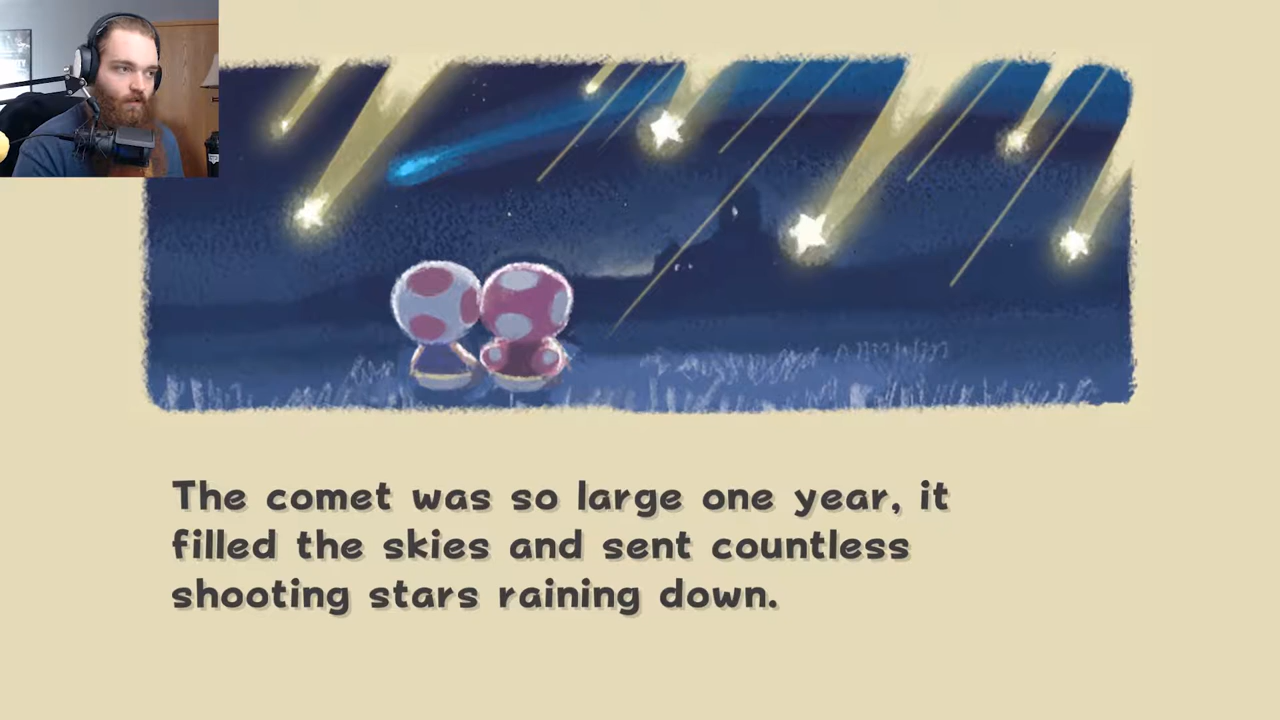 The comet was so large one year, it
filled the skies and sent countless
shooting stars raining down.